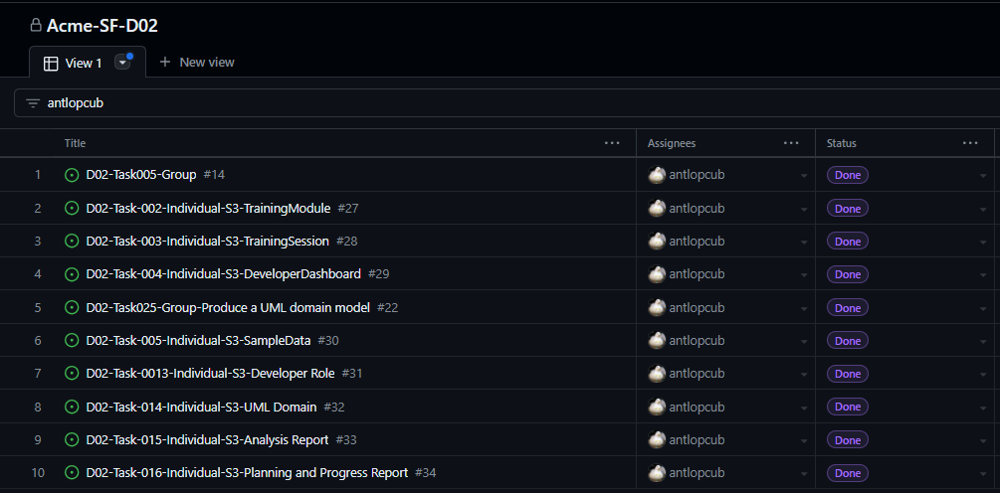 Acme-SF-D02
View 1 New view
antlopcub
Title Assignees Status
1 D02-Task005-Group #14 antlopcub Done
2 D02-Task-002-Individual-S3-TrainingModule #27 antlopcub Done
3 D02-Task-003-Individual-S3-TrainingSession #28 antlopcub Done
4 D02-Task-004-Individual-S3-DeveloperDashboard #29 antlopcub Done
5 D02-Task025-Group-Produce a UML domain model #22 antlopcub Done
6 D02-Task-005-Individual-S3-SampleData #30 antlopcub Done
7 D02-Task-0013-Individual-S3-Developer Role #31 antlopcub Done
8 D02-Task-014-Individual-S3-UML Domain #32 antlopcub Done
9 D02-Task-015-Individual-S3-Analysis Report #33 antlopcub Done
10 D02-Task-016-Individual-S3-Planning and Progress Report #34 antlopcub Done